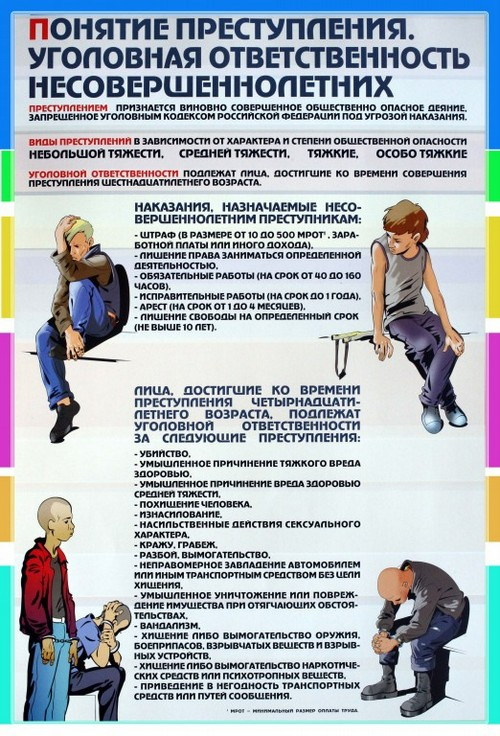 ПОНЯТИЕ ПРЕСТУПЛЕНИЯ.
УГОЛОВНАЯ ОТВЕТСТВЕННОСТЬ
НЕСОВЕРШЕННОЛЕТНИХ
ПРЕСТУПЛЕНИЕМ ПРИЗНАЕТСЯ ВИНОВНО СОВЕРШЕННОЕ ОБЩЕСТВЕННО ОПАСНОЕ ДЕЯНИЕ,
ЗАПРЕЩЕННОЕ УГОЛОВНЫМ КОДЕКСОМ РОССИЙСКОЙ ФЕДЕРАЦИИ ПОД УГРОЗОЙ НАКАЗАНИЯ.
ВИДЫ ПРЕСТУПЛЕНИЙ В ЗАВИСИМОСТИ ОТ ХАРАКТЕРА И СТЕПЕНИ ОБЩЕСТВЕННОЙ ОПАСНОСТИ
НЕБОЛЬШОЙ ТЯЖЕСТИ, СРЕДНЕЙ ТЯЖЕСТИ, ТЯЖКИЕ, ОСОБО ТЯЖКИЕ
УГОЛОВНОЙ ОТВЕТСТВЕННОСТИ ПОДЛЕЖАТ ЛИЦА, ДОСТИГШИЕ КО ВРЕМЕНИ СОВЕРШЕНИЯ
ПРЕСТУПЛЕНИЯ ШЕСТНАДЦАТИЛЕТНЕГО ВОЗРАСТА.
НАКАЗАНИЯ, НАЗНАЧАЕМЫЕ НЕСО-
ВЕРШЕННОЛЕТНИМ ПРЕСТУПНИКАМ:
- ШТРАФ (В РАЗМЕРЕ ОТ 10 ДО 500 МРОТ¹, ЗАРА-
БОТНОЙ ПЛАТЫ ИЛИ ИНОГО ДОХОДА),
- ЛИШЕНИЕ ПРАВА ЗАНИМАТЬСЯ ОПРЕДЕЛЕННОЙ
ДЕЯТЕЛЬНОСТЬЮ,
- ОБЯЗАТЕЛЬНЫЕ РАБОТЫ (НА СРОК ОТ 40 ДО 160
ЧАСОВ),
- ИСПРАВИТЕЛЬНЫЕ РАБОТЫ (НА СРОК ДО 1 ГОДА),
- АРЕСТ (НА СРОК ОТ 1 ДО 4 МЕСЯЦЕВ),
- ЛИШЕНИЕ СВОБОДЫ НА ОПРЕДЕЛЕННЫЙ СРОК
(НЕ ВЫШЕ 10 ЛЕТ).
ЛИЦА, ДОСТИГШИЕ КО ВРЕМЕНИ
ПРЕСТУПЛЕНИЯ ЧЕТЫРНАДЦАТИ-
ЛЕТНЕГО ВОЗРАСТА, ПОДЛЕЖАТ
УГОЛОВНОЙ ОТВЕТСТВЕННОСТИ
ЗА СЛЕДУЮЩИЕ ПРЕСТУПЛЕНИЯ:
- УБИЙСТВО,
- УМЫШЛЕННОЕ ПРИЧИНЕНИЕ ТЯЖКОГО ВРЕДА
ЗДОРОВЬЮ,
- УМЫШЛЕННОЕ ПРИЧИНЕНИЕ ВРЕДА ЗДОРОВЬЮ
СРЕДНЕЙ ТЯЖЕСТИ,
- ПОХИЩЕНИЕ ЧЕЛОВЕКА,
- ИЗНАСИЛОВАНИЕ,
- НАСИЛЬСТВЕННЫЕ ДЕЙСТВИЯ СЕКСУАЛЬНОГО
ХАРАКТЕРА,
- КРАЖУ, ГРАБЕЖ,
- РАЗБОЙ, ВЫМОГАТЕЛЬСТВО,
- НЕПРАВОМЕРНОЕ ЗАВЛАДЕНИЕ АВТОМОБИЛЕМ
ИЛИ ИНЫМ ТРАНСПОРТНЫМ СРЕДСТВОМ БЕЗ ЦЕЛИ
ХИЩЕНИЯ,
- УМЫШЛЕННОЕ УНИЧТОЖЕНИЕ ИЛИ ПОВРЕЖ-
ДЕНИЕ ИМУЩЕСТВА ПРИ ОТЯГЧАЮЩИХ ОБСТОЯ-
ТЕЛЬСТВАХ,
- ВАНДАЛИЗМ,
- ХИЩЕНИЕ ЛИБО ВЫМОГАТЕЛЬСТВО ОРУЖИЯ,
БОЕПРИПАСОВ, ВЗРЫВЧАТЫХ ВЕЩЕСТВ И ВЗРЫВ-
НЫХ УСТРОЙСТВ,
- ХИЩЕНИЕ ЛИБО ВЫМОГАТЕЛЬСТВО НАРКОТИЧЕ-
СКИХ СРЕДСТВ ИЛИ ПСИХОТРОПНЫХ ВЕЩЕСТВ,
- ПРИВЕДЕНИЕ В НЕГОДНОСТЬ ТРАНСПОРТНЫХ
СРЕДСТВ ИЛИ ПУТЕЙ СООБЩЕНИЯ.
¹ МРОТ – МИНИМАЛЬНЫЙ РАЗМЕР ОПЛАТЫ ТРУДА.